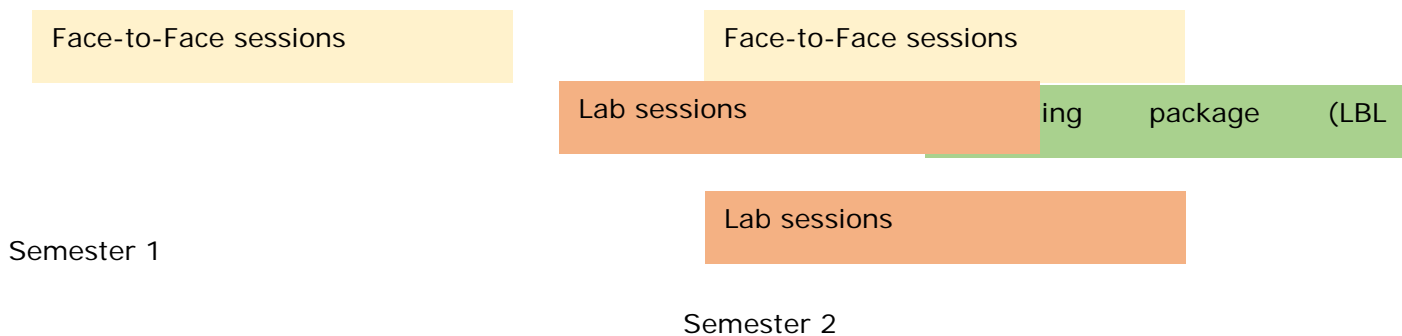 Face-to-Face sessions
Face-to-Face sessions
Lab sessions
ing package (LBL
Lab sessions
Semester 1
Semester 2